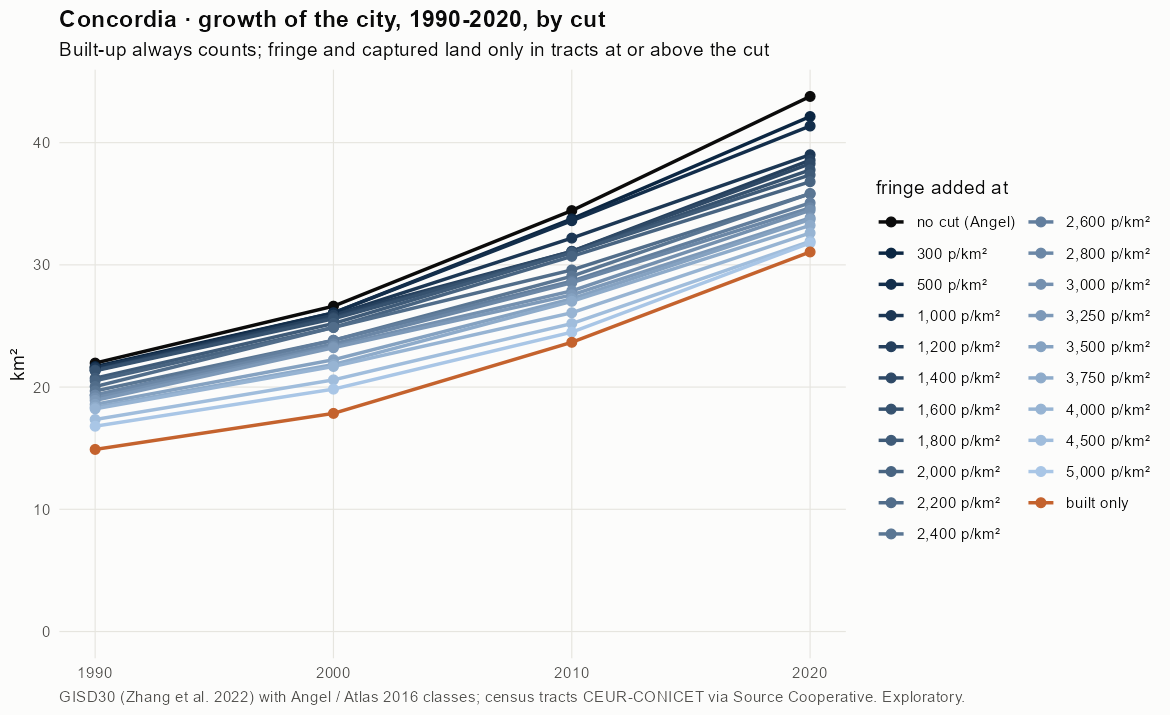 Concordia · growth of the city, 1990-2020, by cut
Built-up always counts; fringe and captured land only in tracts at or above the cut
km²
40
30
20
10
0
1990
2000
2010
2020
fringe added at
no cut (Angel)
300 p/km²
500 p/km²
1,000 p/km²
1,200 p/km²
1,400 p/km²
1,600 p/km²
1,800 p/km²
2,000 p/km²
2,200 p/km²
2,400 p/km²
2,600 p/km²
2,800 p/km²
3,000 p/km²
3,250 p/km²
3,500 p/km²
3,750 p/km²
4,000 p/km²
4,500 p/km²
5,000 p/km²
built only
GISD30 (Zhang et al. 2022) with Angel / Atlas 2016 classes; census tracts CEUR-CONICET via Source Cooperative. Exploratory.